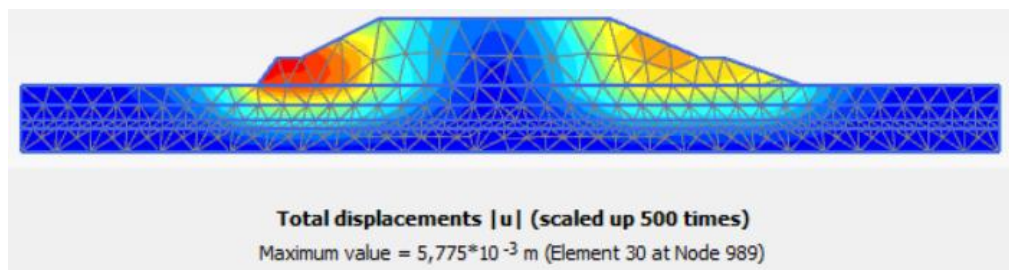 Total displacements |u| (scaled up 500 times)
Maximum value = 5,775*10 -3 m (Element 30 at Node 989)